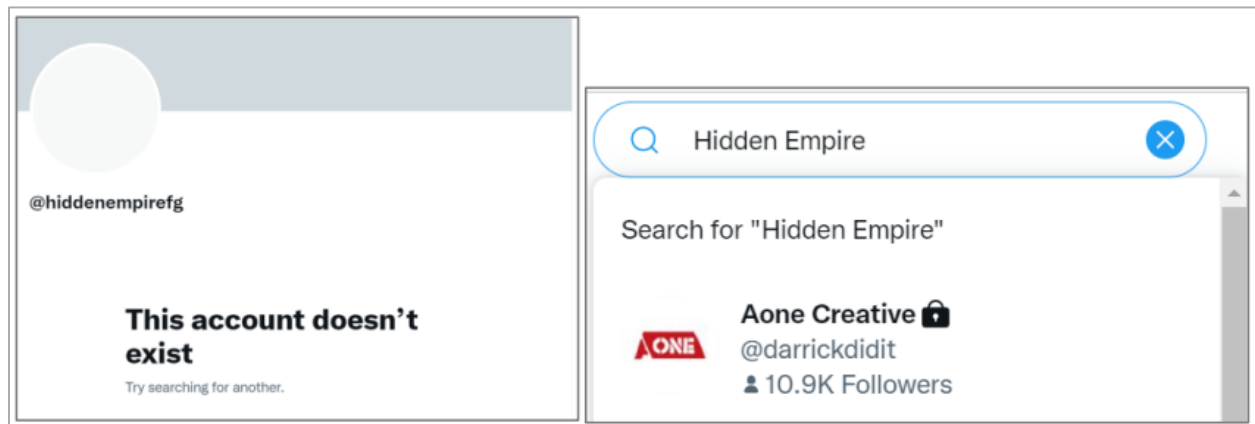 @hiddenempirefg
This account doesn’t
exist
Try searching for another.
Hidden Empire
Search for "Hidden Empire"
AONE
Aone Creative
@darrickdidit
10.9K Followers